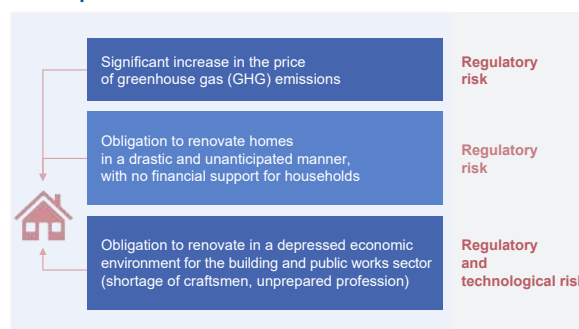 Significant increase in the price
of greenhouse gas (GHG) emissions
Regulatory
risk
Obligation to renovate homes
in a drastic and unanticipated manner,
with no financial support for households
Regulatory
risk
Obligation to renovate in a depressed economic
environment for the building and public works sector
(shortage of craftsmen, unprepared profession)
Regulatory
and
technological risk